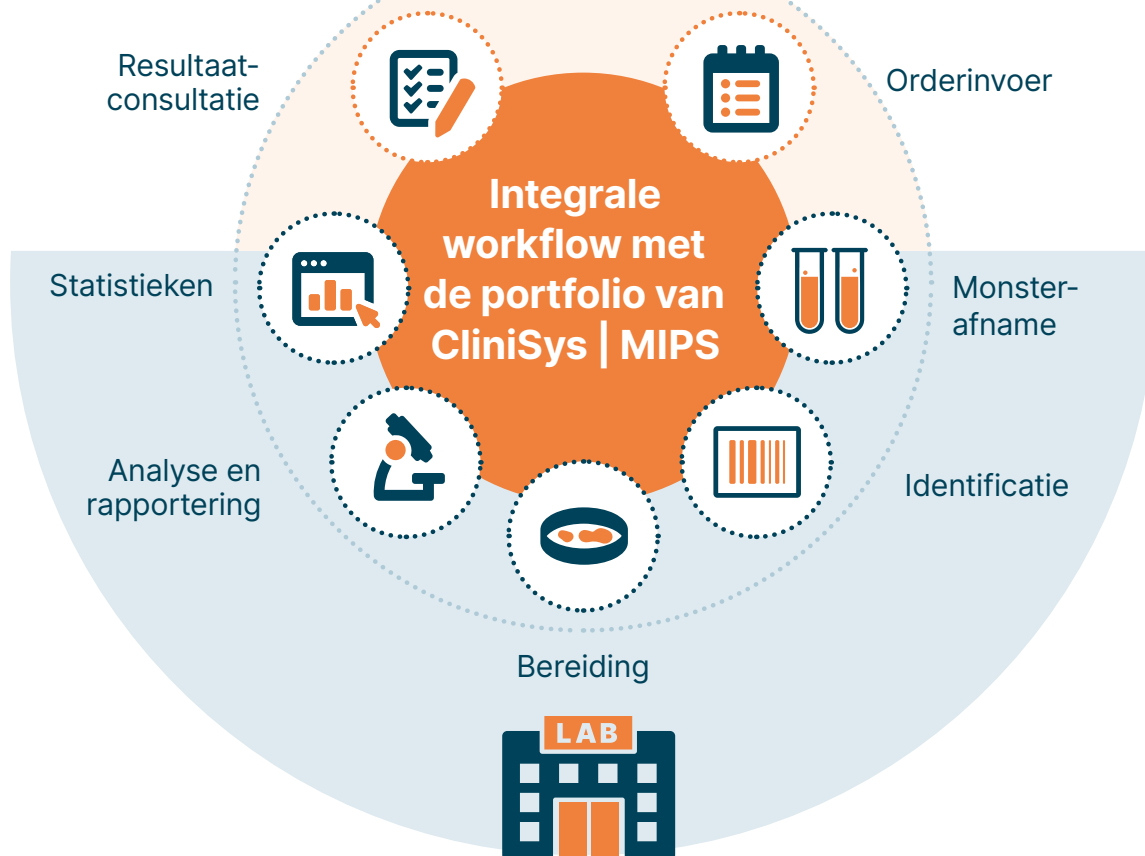 Resultaat-
consultatie
Orderinvoer
Integrale
workflow met
de portfolio van
CliniSys | MIPS
Statistieken
Monster-
afname
Analyse en
rapportering
Identificatie
Bereiding
LAB